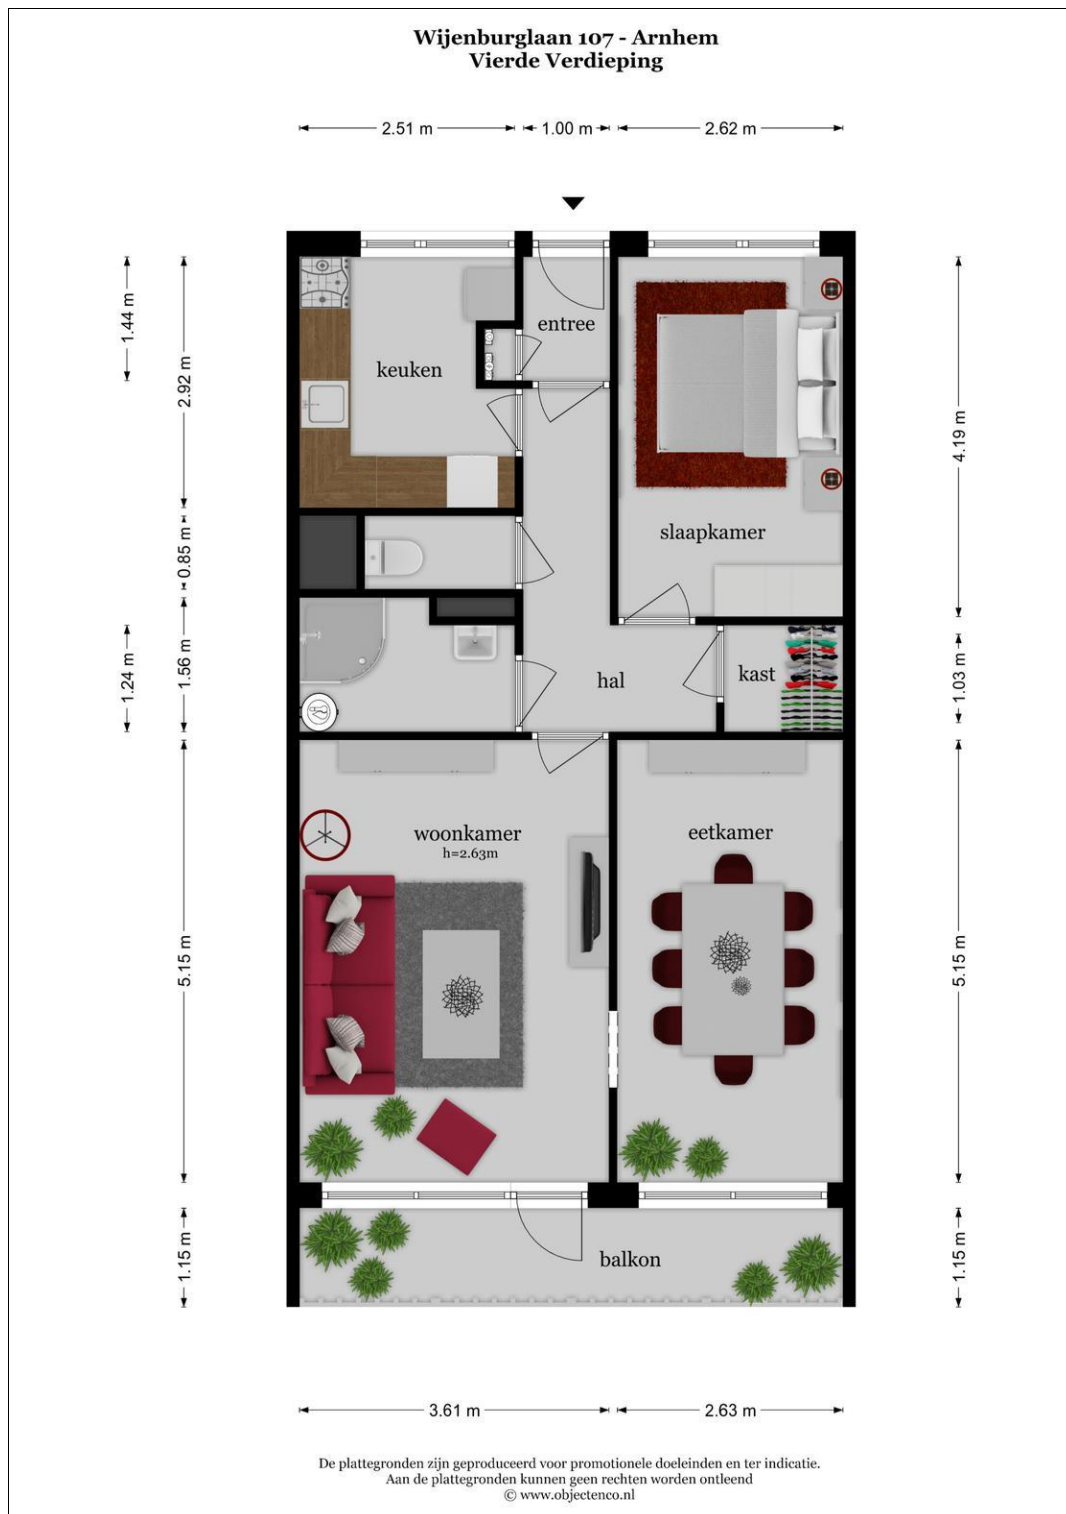 Wijenburglaan 107 - Arnhem
Vierde Verdieping
2.51 m
1.00 m
2.62 m
1.44 m
2.92 m
4.19 m
entree
keuken
slaapkamer
0.85 m
1.56 m
1.24 m
1.03 m
hal
kast
woonkamer
h=2.63m
eetkamer
5.15 m
5.15 m
balkon
1.15 m
1.15 m
3.61 m
2.63 m
De plattegronden zijn geproduceerd voor promotionele doeleinden en ter indicatie.
Aan de plattegronden kunnen geen rechten worden ontleend
© www.objectenco.nl